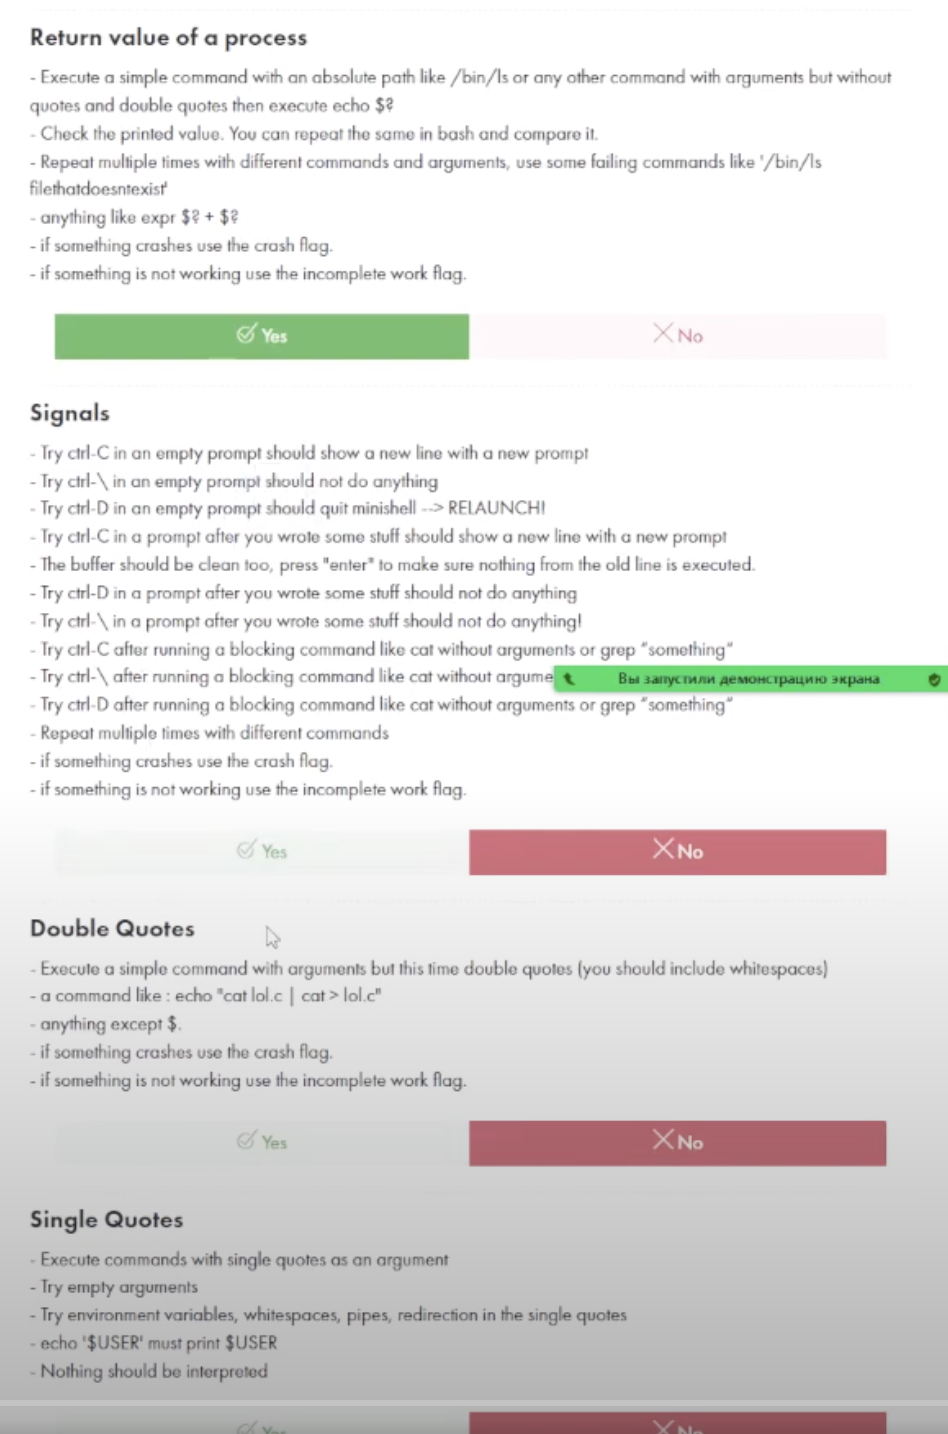 Return value of a process
- Execute a simple command with an absolute path like /bin/ls or any other command with arguments but without
quotes and double quotes then execute echo $?
- Check the printed value. You can repeat the same in bash and compare it.
- Repeat multiple times with different commands and arguments, use some failing commands like '/bin/ls
filethatdoesntexist'
- anything like expr $? + $?
- if something crashes use the crash flag.
- if something is not working use the incomplete work flag.
Yes
No
Signals
- Try ctrl-C in an empty prompt should show a new line with a new prompt
- Try ctrl-\ in an empty prompt should not do anything
- Try ctrl-D in an empty prompt should quit minishell --> RELAUNCH!
- Try ctrl-C in a prompt after you wrote some stuff should show a new line with a new prompt
- The buffer should be clean too, press "enter" to make sure nothing from the old line is executed.
- Try ctrl-D in a prompt after you wrote some stuff should not do anything
- Try ctrl-\ in a prompt after you wrote some stuff should not do anything!
- Try ctrl-C after running a blocking command like cat without arguments or grep "something"
- Try ctrl-\ after running a blocking command like cat without argume
Вы запустили демонстрацию экрана
- Try ctrl-D after running a blocking command like cat without arguments or grep "something"
- Repeat multiple times with different commands
- if something crashes use the crash flag.
- if something is not working use the incomplete work flag.
Yes
No
Double Quotes
- Execute a simple command with arguments but this time double quotes (you should include whitespaces)
- a command like : echo "cat lol.c | cat > lol.c"
- anything except $.
- if something crashes use the crash flag.
- if something is not working use the incomplete work flag.
Yes
No
Single Quotes
- Execute commands with single quotes as an argument
- Try empty arguments
- Try environment variables, whitespaces, pipes, redirection in the single quotes
- echo '$USER' must print $USER
- Nothing should be interpreted
Yes
No